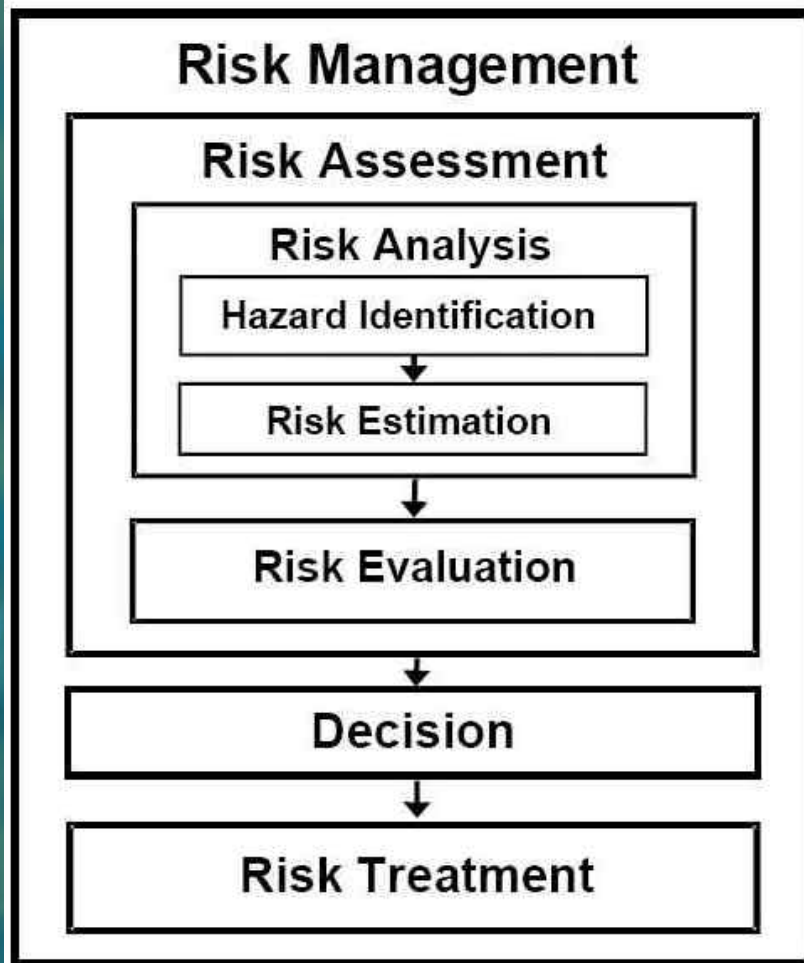 Risk Management
Risk Assessment
Risk Analysis
Hazard Identification
Risk Estimation
Risk Evaluation
Decision
Risk Treatment